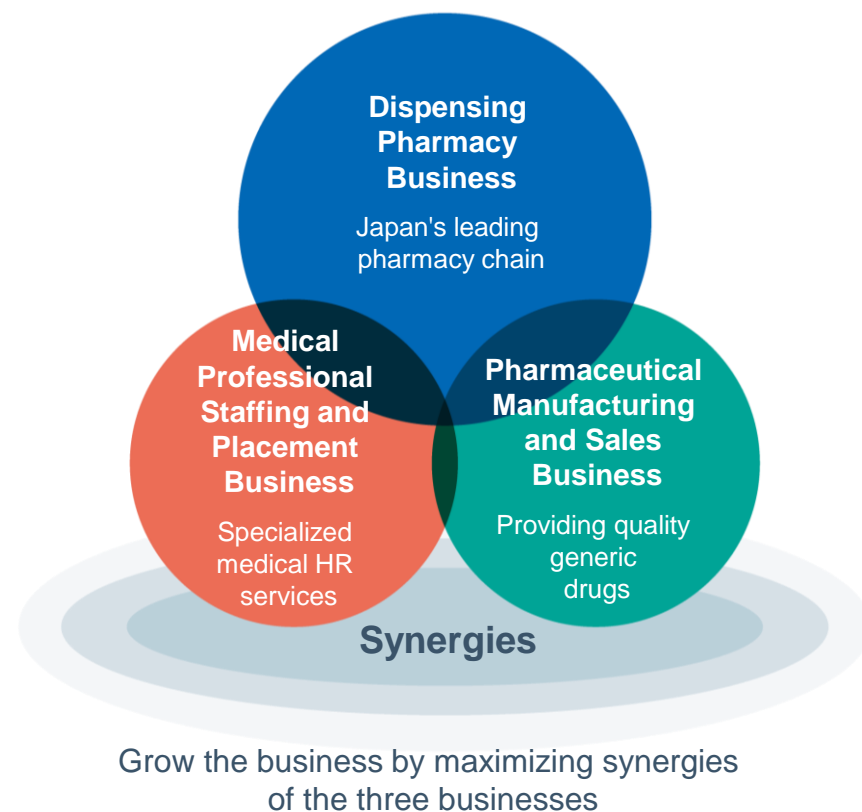 Dispensing
Pharmacy
Business
Japan's leading
pharmacy chain
Medical
Professional
Staffing and
Placement
Business
Specialized
medical HR
services
Pharmaceutical
Manufacturing
and Sales
Business
Providing quality
generic
drugs
Synergies
Grow the business by maximizing synergies
of the three businesses